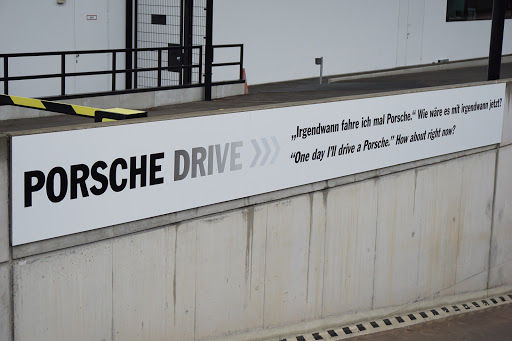 PORSCHE DRIVE
„Irgendwann fahre ich mal Porsche.“ Wie wäre es mit irgendwann jetzt?
“One day I'll drive a Porsche.” How about right now?